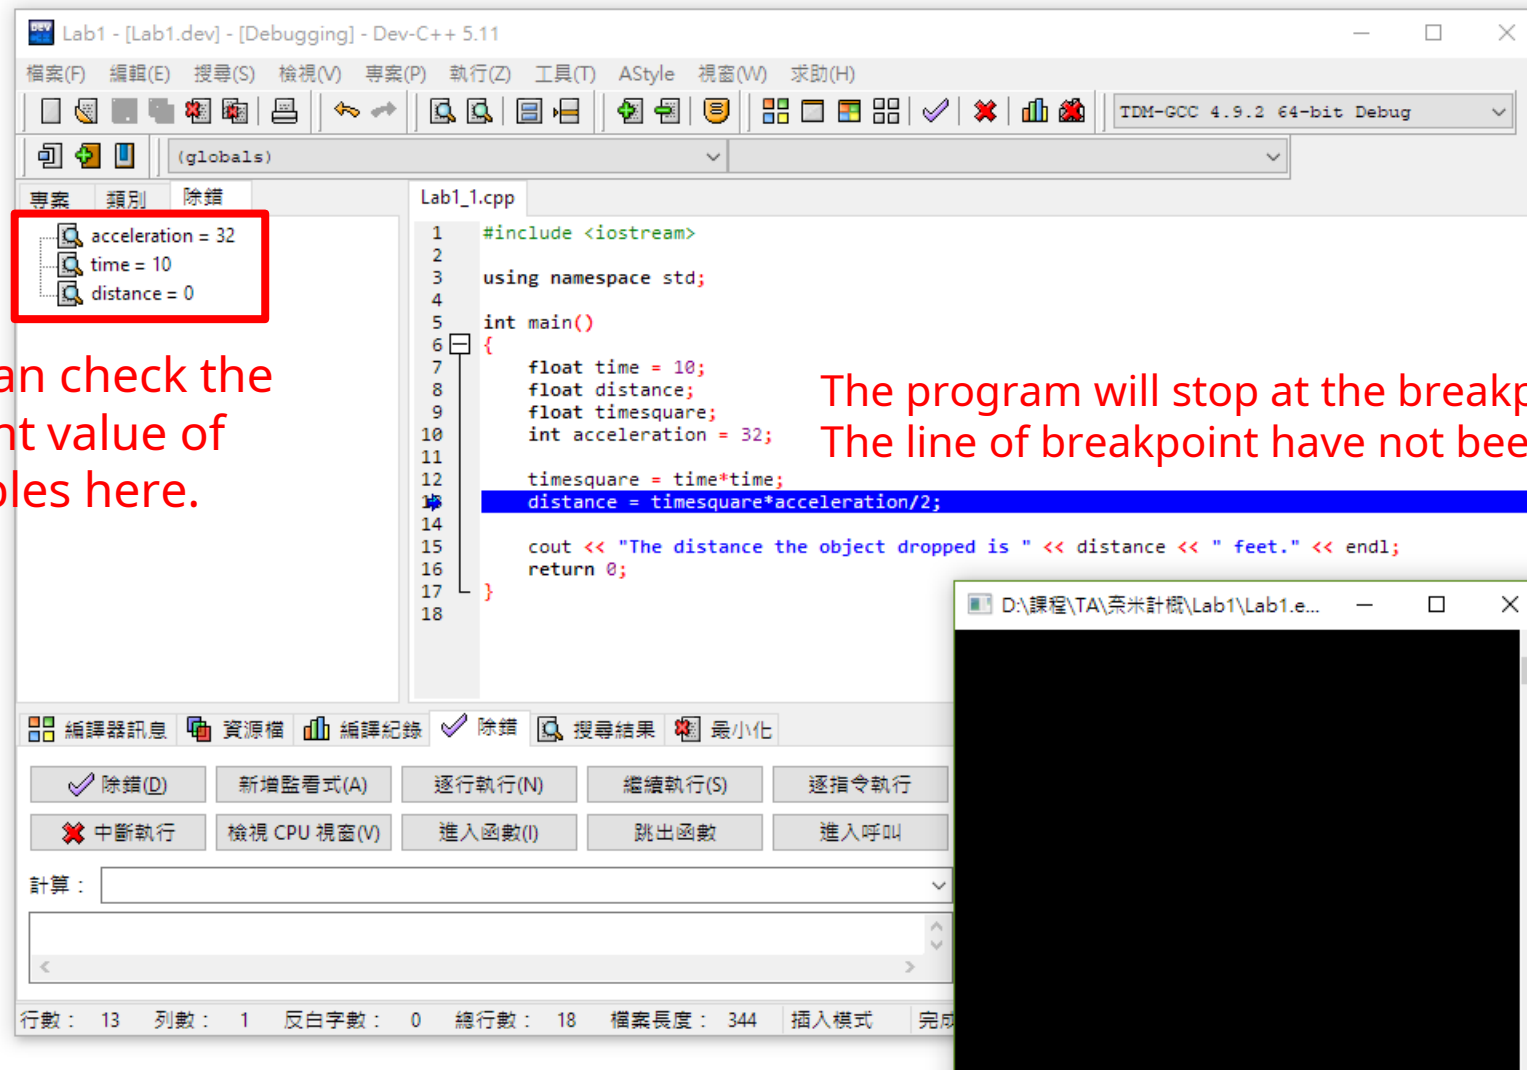 Lab1 - [Lab1.dev] - [Debugging] - Dev-C++ 5.11
檔案(F) 編輯(E) 搜尋(S) 檢視(V) 專案(P) 執行(Z) 工具(T) AStyle 視窗(W) 求助(H)
TDM-GCC 4.9.2 64-bit Debug
(globals)
專案 類別 除錯
Lab1_1.cpp
acceleration = 32
time = 10
distance = 0
an check the
nt value of
bles here.
1 #include <iostream>
2
3 using namespace std;
4
5 int main()
6 {
7 float time = 10;
8 float distance;
9 float timesquare;
10 int acceleration = 32;
11
12 timesquare = time*time;
13 distance = timesquare*acceleration/2;
14
15 cout << "The distance the object dropped is " << distance << " feet." << endl;
16 return 0;
17 }
18
The program will stop at the breakp
The line of breakpoint have not bee
D:\課程\TA\奈米計概\Lab1\Lab1.e...
編譯器訊息 資源檔 編譯紀錄 除錯 搜尋結果 最小化
除錯(D) 新增監看式(A) 逐行執行(N) 繼續執行(S) 逐指令執行
中斷執行 檢視 CPU 視窗(V) 進入函數(I) 跳出函數 進入呼叫
計算：
行數： 13 列數： 1 反白字數： 0 總行數： 18 檔案長度： 344 插入模式 完成